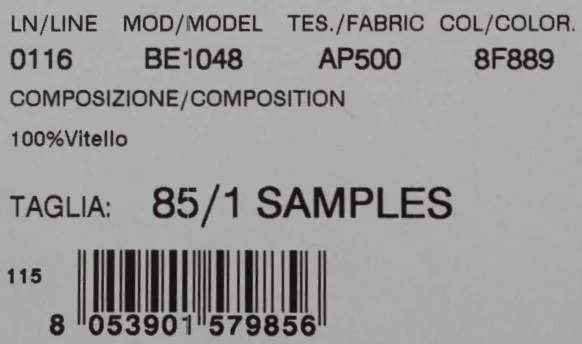 LN/LINE MOD/MODEL TES./FABRIC COL/COLOR.
0116 BE1048 AP500 8F889
COMPOSIZIONE/COMPOSITION
100%Vitello
TAGLIA: 85/1 SAMPLES
115
8 053901 579856